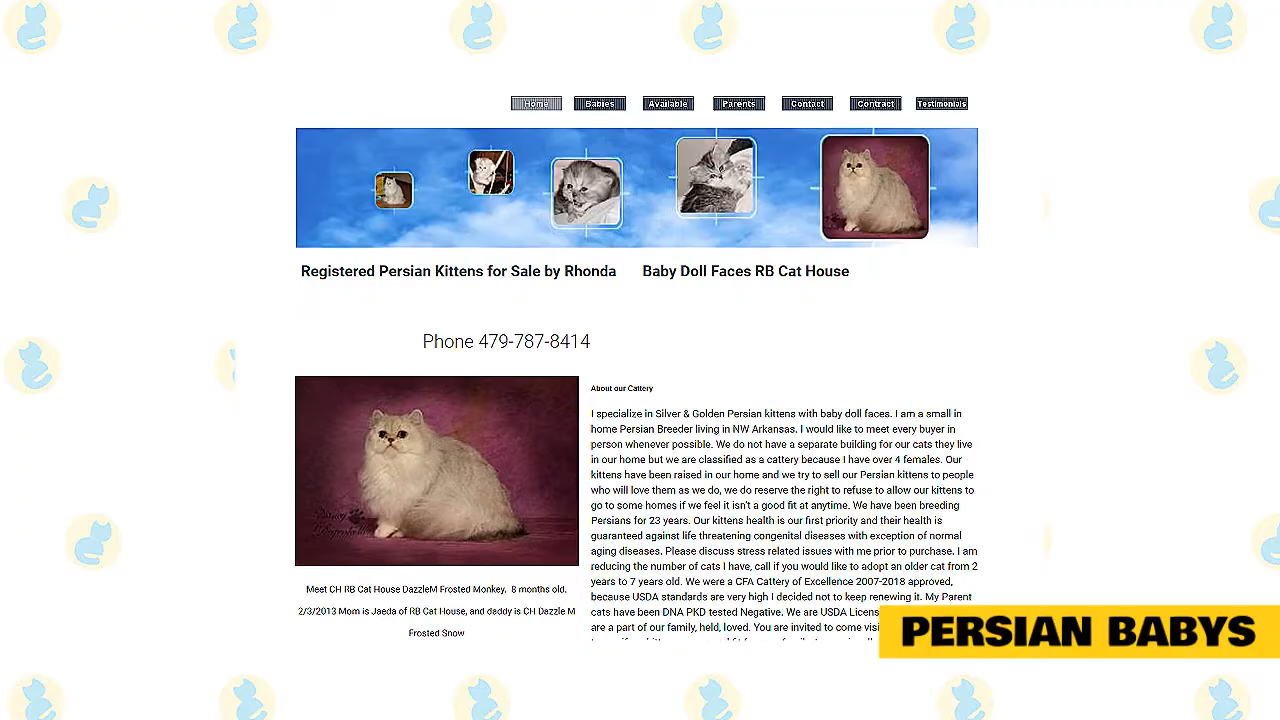 Home Babies Available Parents Contact Contract Testimonials
Registered Persian Kittens for Sale by Rhonda Baby Doll Faces RB Cat House
Phone 479-787-8414
About our Cattery
I specialize in Silver & Golden Persian kittens with baby doll faces. I am a small in
home Persian Breeder living in NW Arkansas. I would like to meet every buyer in
person whenever possible. We do not have a separate building for our cats they live
in our home but we are classified as a cattery because I have over 4 females. Our
kittens have been raised in our home and we try to sell our Persian kittens to people
who will love them as we do, we do reserve the right to refuse to allow our kittens to
go to some homes if we feel it isn't a good fit at anytime. We have been breeding
Persians for 23 years. Our kittens health is our first priority and their health is
guaranteed against life threatening congenital diseases with exception of normal
aging diseases. Please discuss stress related issues with me prior to purchase. I am
reducing the number of cats I have, call if you would like to adopt an older cat from 2
years to 7 years old. We were a CFA Cattery of Excellence 2007-2018 approved,
because USDA standards are very high I decided not to keep renewing it. My Parent
cats have been DNA PKD tested Negative. We are USDA Licens
are a part of our family, held, loved. You are invited to come visi
Meet CH RB Cat House DazzleM Frosted Monkey. 8 months old.
2/3/2013 Mom is Jaeda of RB Cat House, and daddy is CH Dazzle M
Frosted Snow
PERSIAN BABYS